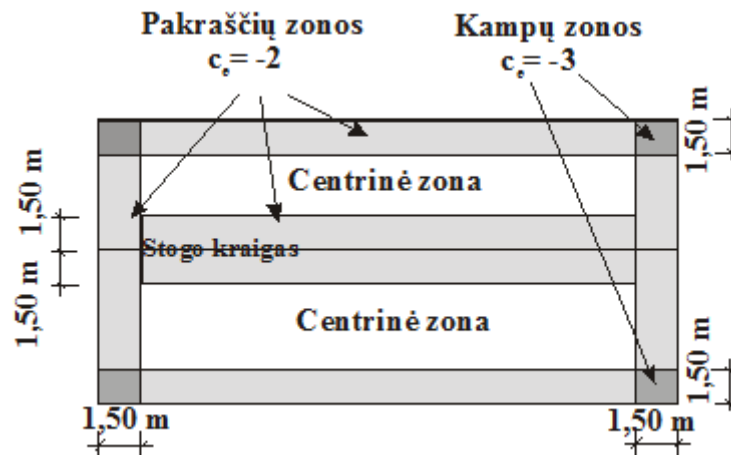 Pakraščių zonos
cₑ= -2
Kampų zonos
cₑ= -3
1,50 m
Centrinė zona
1,50 m
Stogo kraigas
1,50 m
Centrinė zona
1,50 m
1,50 m
1,50 m